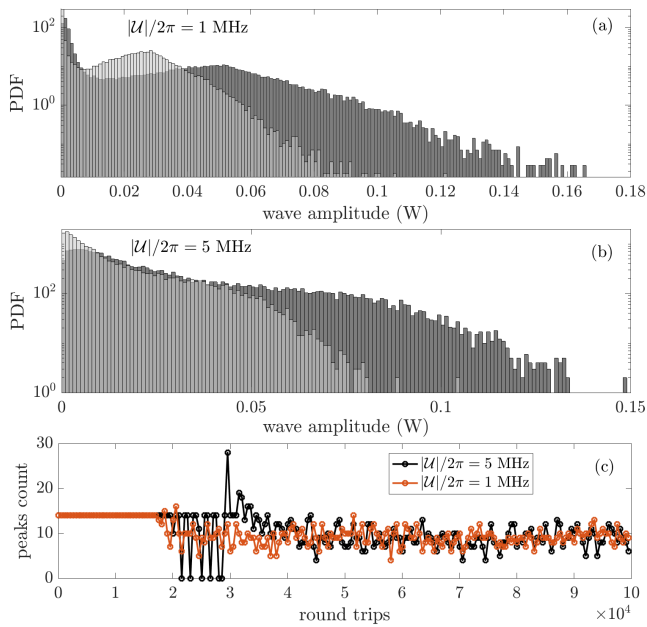 |𝒰|/2π = 1 MHz
(a)
10²
10⁰
PDF
0 0.02 0.04 0.06 0.08 0.1 0.12 0.14 0.16 0.18
wave amplitude (W)
|𝒰|/2π = 5 MHz
(b)
10²
10⁰
PDF
0 0.05 0.1 0.15
wave amplitude (W)
30
20
10
0
peaks count
|𝒰|/2π = 5 MHz
|𝒰|/2π = 1 MHz
(c)
0 1 2 3 4 5 6 7 8 9 10
round trips
×10⁴